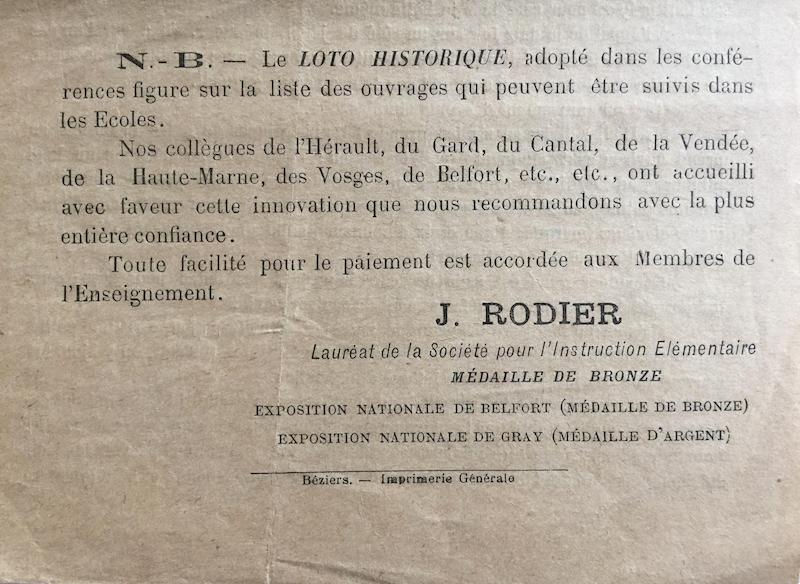 N.-B. — Le LOTO HISTORIQUE, adopté dans les confé-
rences figure sur la liste des ouvrages qui peuvent être suivis dans
les Ecoles.
Nos collègues de l'Hérault, du Gard, du Cantal, de la Vendée,
de la Haute-Marne, des Vosges, de Belfort, etc., etc., ont accueilli
avec faveur cette innovation que nous recommandons avec la plus
entière confiance.
Toute facilité pour le paiement est accordée aux Membres de
l'Enseignement.
J. RODIER
Lauréat de la Société pour l'Instruction Elémentaire
MÉDAILLE DE BRONZE
EXPOSITION NATIONALE DE BELFORT (MÉDAILLE DE BRONZE)
EXPOSITION NATIONALE DE GRAY (MÉDAILLE D'ARGENT)
Béziers. — Imprimerie Générale